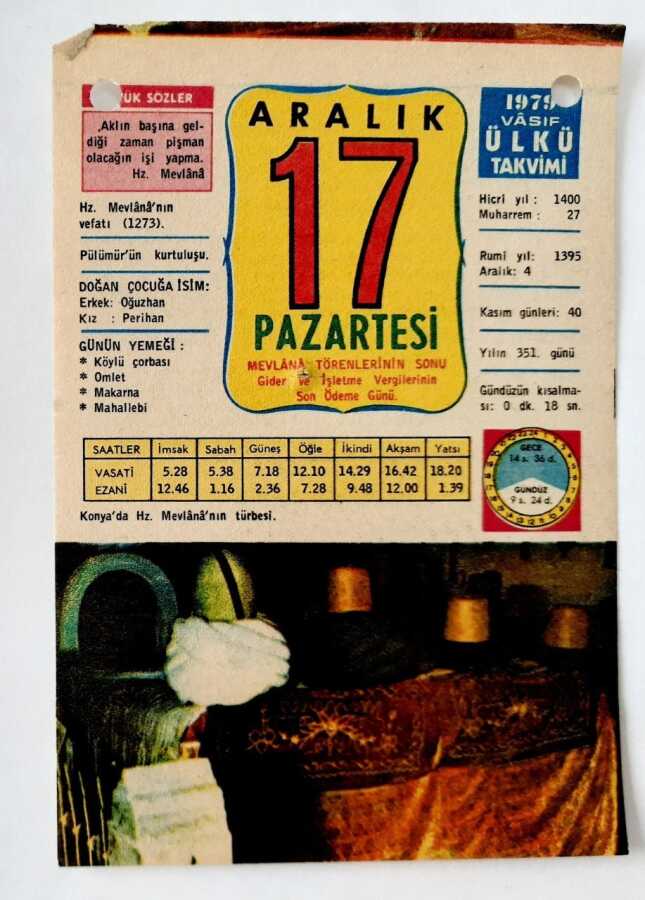 ÜK SÖZLER
„Aklın başına gel-
diği zaman pişman
olacağın işi yapma.
Hz. Mevlânâ
Hz. Mevlânâ'nın
vefatı (1273).
Pülümür'ün kurtuluşu.
DOĞAN ÇOCUĞA İSİM:
Erkek: Oğuzhan
Kız : Perihan
GÜNÜN YEMEĞİ :
* Köylü çorbası
* Omlet
* Makarna
* Mahallebi
ARALIK
17
PAZARTESİ
MEVLÂNÂ TÖRENLERİNİN SONU
Gider ve İşletme Vergilerinin
Son Ödeme Günü.
1979
VÂSIF
ÜLKÜ
TAKVİMİ
Hicri yıl : 1400
Muharrem : 27
Rumi yıl: 1395
Aralık: 4
Kasım günleri: 40
Yılın 351. günü
Gündüzün kısalma-
sı: 0 dk. 18 sn.
SAATLER İmsak Sabah Güneş Öğle İkindi Akşam Yatsı
VASATİ 5.28 5.38 7.18 12.10 14.29 16.42 18.20
EZANİ 12.46 1.16 2.36 7.28 9.48 12.00 1.39
GECE
14 s. 36 d.
GÜNDÜZ
9 s. 24 d.
Konya'da Hz. Mevlânâ'nın türbesi.